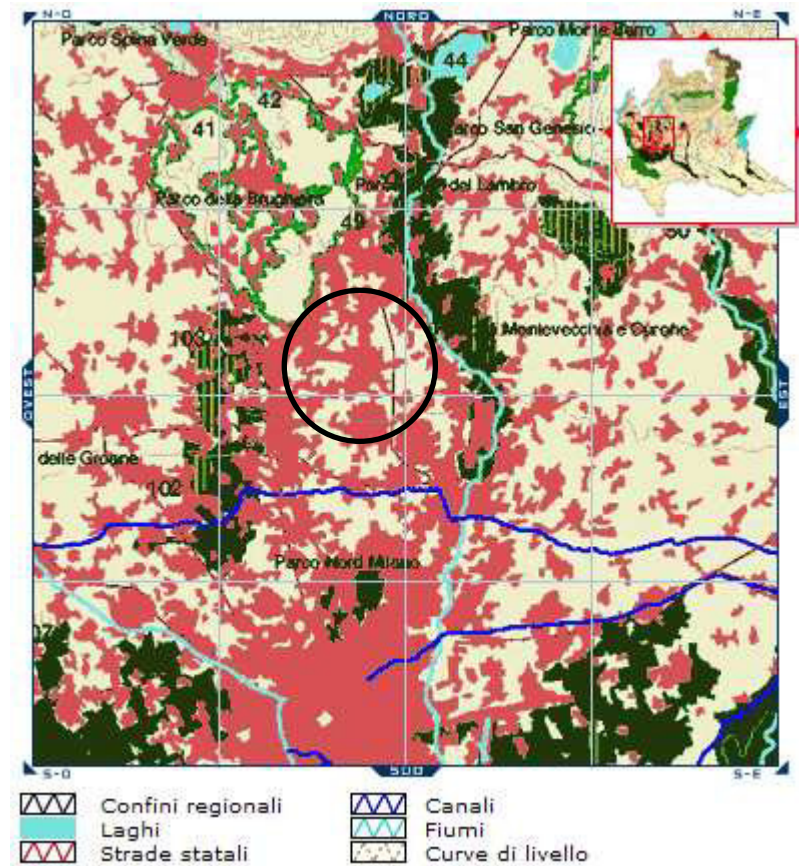 N-O NORD N-E
Parco Spina Verde
Parco Monte Barro
44
42
41
Parco San Genesio
Parco della Brugherio
del Lambro
49
50
103
Montevecchia e Curone
OVEST
EST
delle Groane
102
Parco Nord Milano
S-O SUD S-E
Confini regionali Canali
Laghi Fiumi
Strade statali Curve di livello